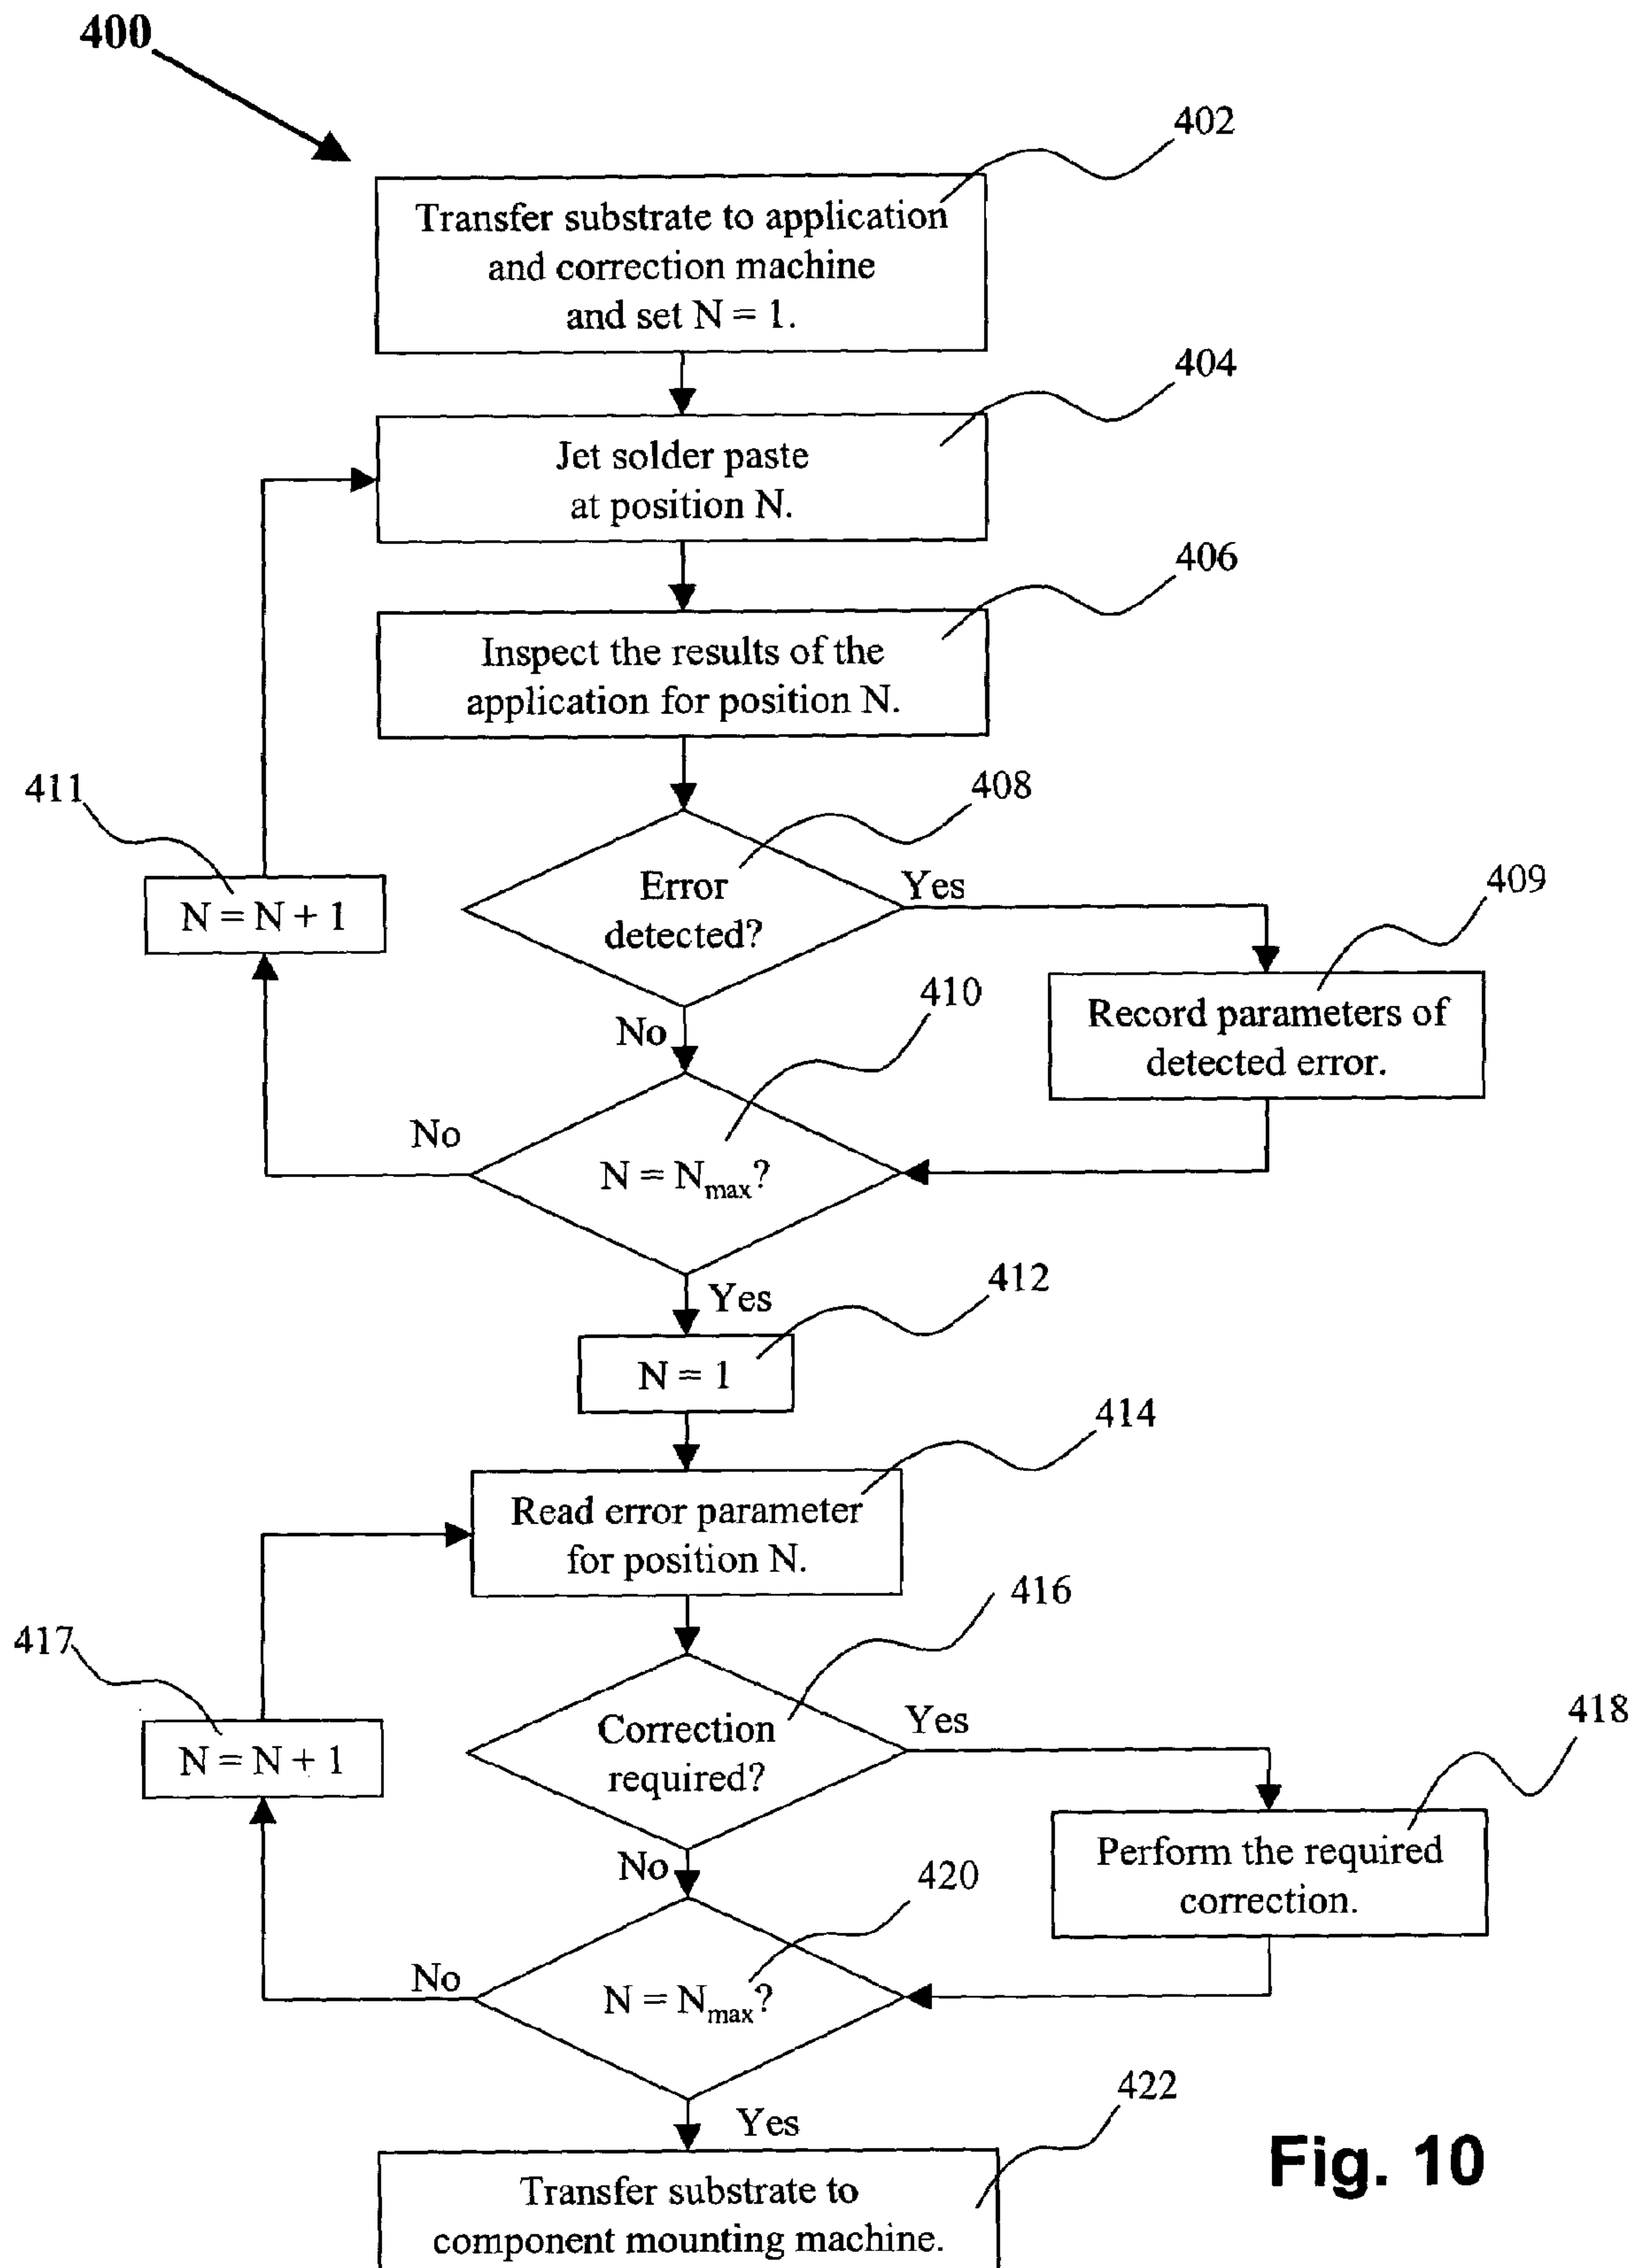 400
402
Transfer substrate to application
and correction machine
and set N = 1.
404
Jet solder paste
at position N.
406
Inspect the results of the
application for position N.
408
411
Error
detected?
Yes
409
N = N + 1
Record parameters of
detected error.
410
No
No
N = Nmax?
Yes
412
N = 1
414
Read error parameter
for position N.
416
417
Correction
required?
Yes
418
N = N + 1
Perform the required
correction.
No
420
No
N = Nmax?
Yes
422
Transfer substrate to
component mounting machine.
Fig. 10